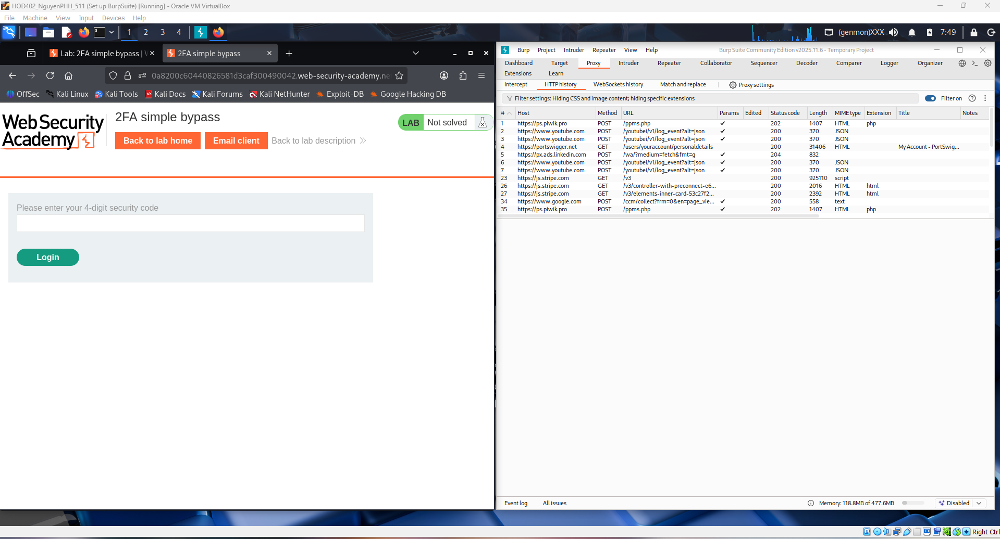 HOD402_NguyenPHH_511 (Set up BurpSuite) [Running] - Oracle VM VirtualBox
File Machine View Input Devices Help
1 2 3 4 (genmon)XXX 7:49
Lab: 2FA simple bypass | 2FA simple bypass
0a8200c60440826581d3caf300490042.web-security-academy.ne
OffSec Kali Linux Kali Tools Kali Docs Kali Forums Kali NetHunter Exploit-DB Google Hacking DB
WebSecurity
Academy
2FA simple bypass
Back to lab home Email client Back to lab description
LAB Not solved
Please enter your 4-digit security code
Login
Burp Project Intruder Repeater View Help Burp Suite Community Edition v2025.11.6 - Temporary Project
Dashboard Target Proxy Intruder Repeater Collaborator Sequencer Decoder Comparer Logger Organizer
Extensions Learn
Intercept HTTP history WebSockets history Match and replace Proxy settings
Filter settings: Hiding CSS and image content; hiding specific extensions Filter on
# Host Method URL Params Edited Status code Length MIME type Extension Title Notes
1 https://ps.piwik.pro POST /ppms.php ✓ 202 1407 HTML php
2 https://www.youtube.com POST /youtubei/v1/log_event?alt=json ✓ 200 370 JSON
3 https://www.youtube.com POST /youtubei/v1/log_event?alt=json ✓ 200 370 JSON
4 https://portswigger.net GET /users/youraccount/personaldetails 200 31406 HTML My Account - PortSwig...
5 https://px.ads.linkedin.com POST /wa/?medium=fetch&fmt=g ✓ 204 832
6 https://www.youtube.com POST /youtubei/v1/log_event?alt=json ✓ 200 370 JSON
7 https://www.youtube.com POST /youtubei/v1/log_event?alt=json ✓ 200 370 JSON
23 https://js.stripe.com GET /v3 200 925110 script
26 https://js.stripe.com GET /v3/controller-with-preconnect-e6... 200 2016 HTML html
27 https://js.stripe.com GET /v3/elements-inner-card-53c27f2... 200 2392 HTML html
34 https://www.google.com POST /ccm/collect?frm=0&en=page_vie... ✓ 200 558 text
35 https://ps.piwik.pro POST /ppms.php ✓ 202 1407 HTML php
Event log All issues Memory: 118.8MB of 477.6MB Disabled
Right Ctrl